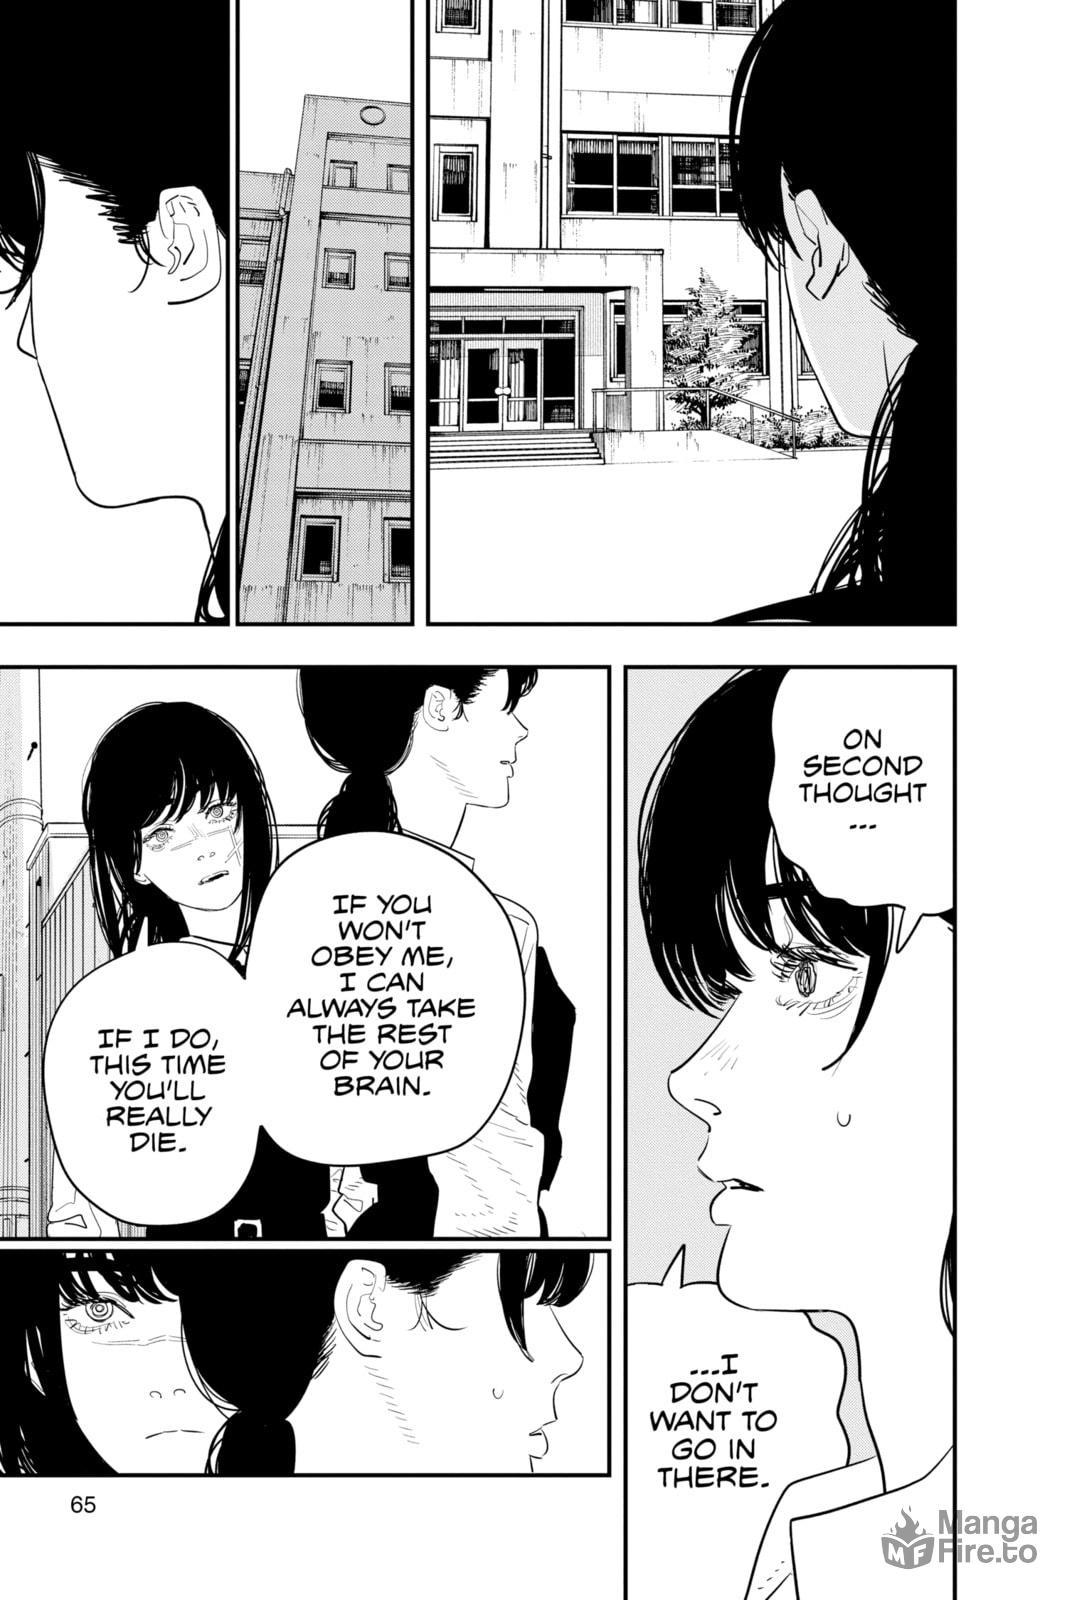 ON
SECOND
THOUGHT
...
...I
DON'T
WANT TO
GO IN
THERE.
IF YOU
WON'T
OBEY ME,
I CAN
ALWAYS TAKE
THE REST
OF YOUR
BRAIN.
IF I DO,
THIS TIME
YOU'LL
REALLY
DIE.
65
MF
Manga
Fire.to